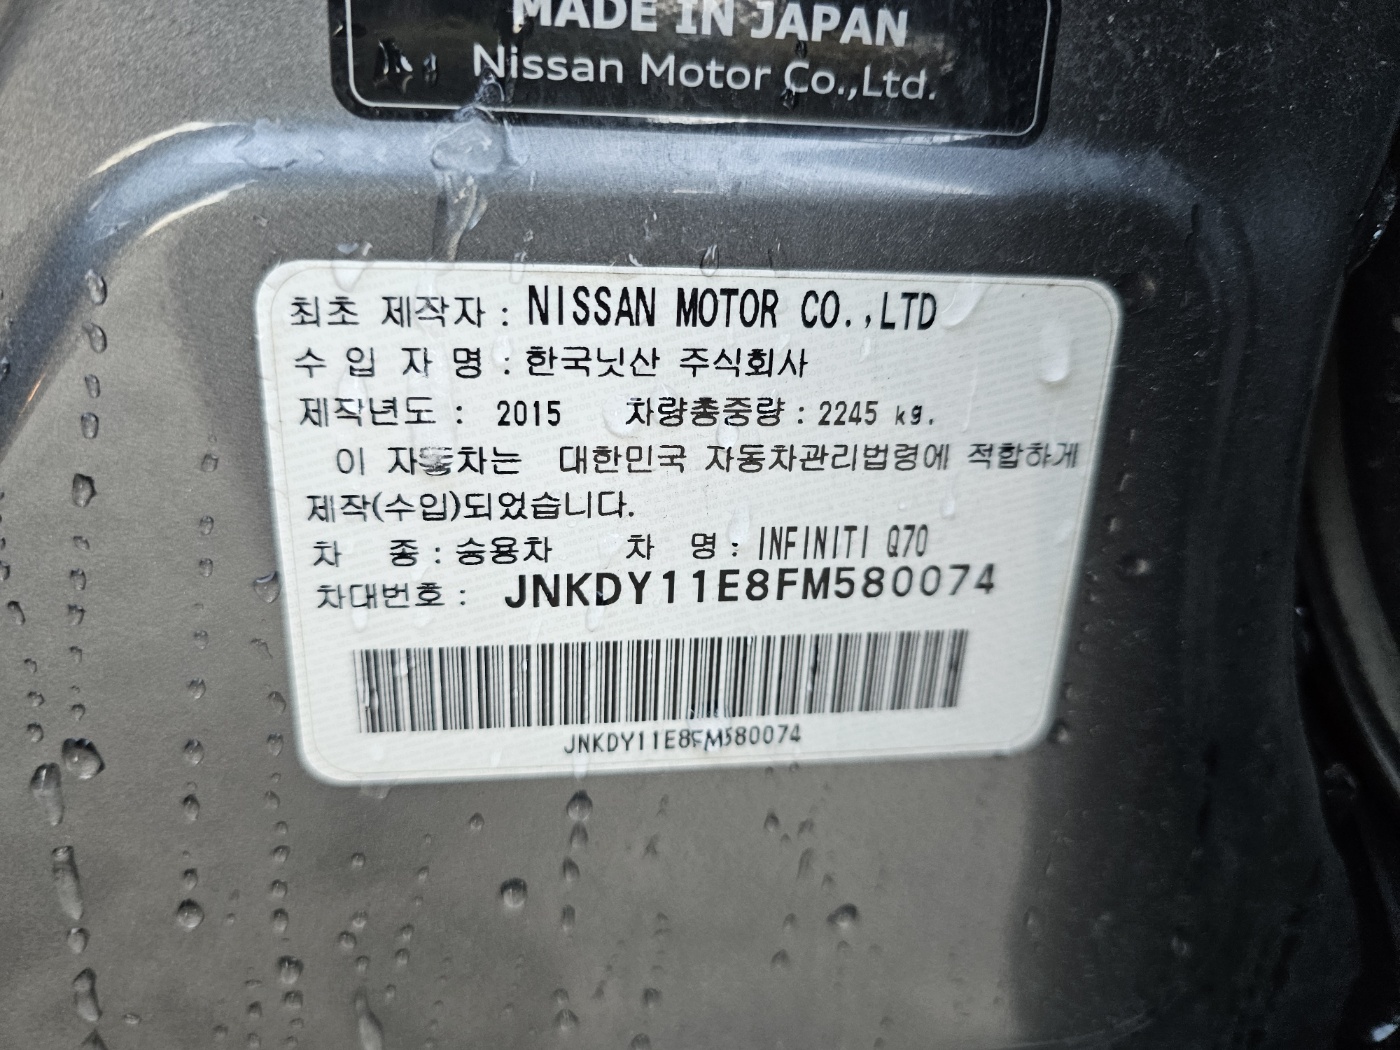 MADE IN JAPAN
Nissan Motor Co.,Ltd.
최초 제작자 : NISSAN MOTOR CO.,LTD
수 입 자 명 : 한국닛산 주식회사
제작년도 : 2015 차량총중량 : 2245 kg.
이 자동차는 대한민국 자동차관리법령에 적합하게
제작(수입)되었습니다.
차 종 : 승용차 차 명 : INFINITI Q70
차대번호 : JNKDY11E8FM580074
JNKDY11E8FM580074